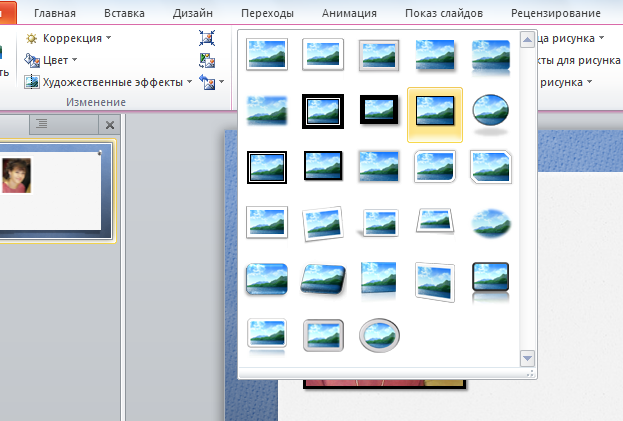 Главная Вставка Дизайн Переходы Анимация Показ слайдов Рецензирование
Коррекция
Цвет
Художественные эффекты
Изменение
ца рисунка
кты для рисунка
рисунка
ть